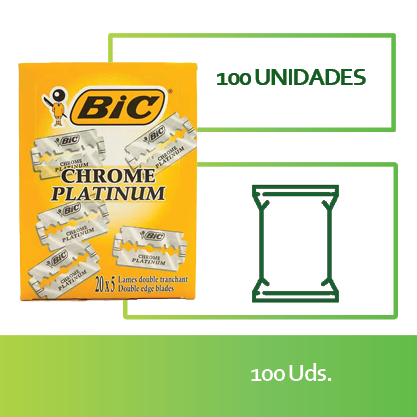 100 UNIDADES
BiC
BiC
BiC
CHROME
PLATINUM
CHROME
PLATINUM
BiC
CHROME
PLATINUM
BiC
CHROME
PLATINUM
BiC
CHROME
PLATINUM
20 x 5 Lames double tranchant
Double edge blades
100 Uds.